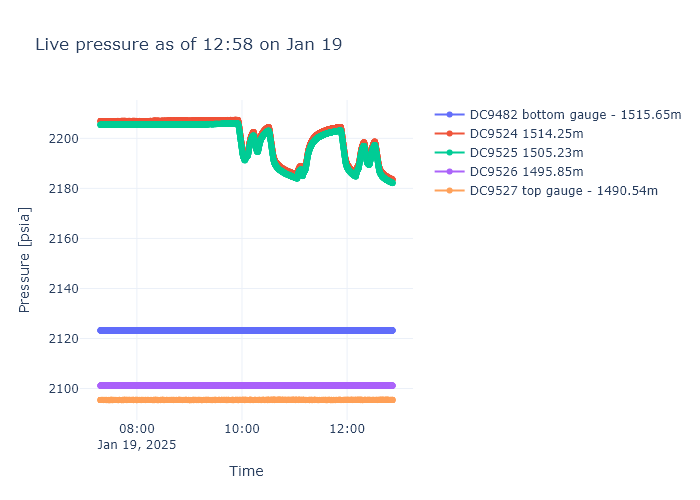 Live pressure as of 12:58 on Jan 19
DC9482 bottom gauge - 1515.65m
DC9524 1514.25m
DC9525 1505.23m
DC9526 1495.85m
DC9527 top gauge - 1490.54m
Pressure [psia]
2200
2180
2160
2140
2120
2100
08:00
10:00
12:00
Jan 19, 2025
Time